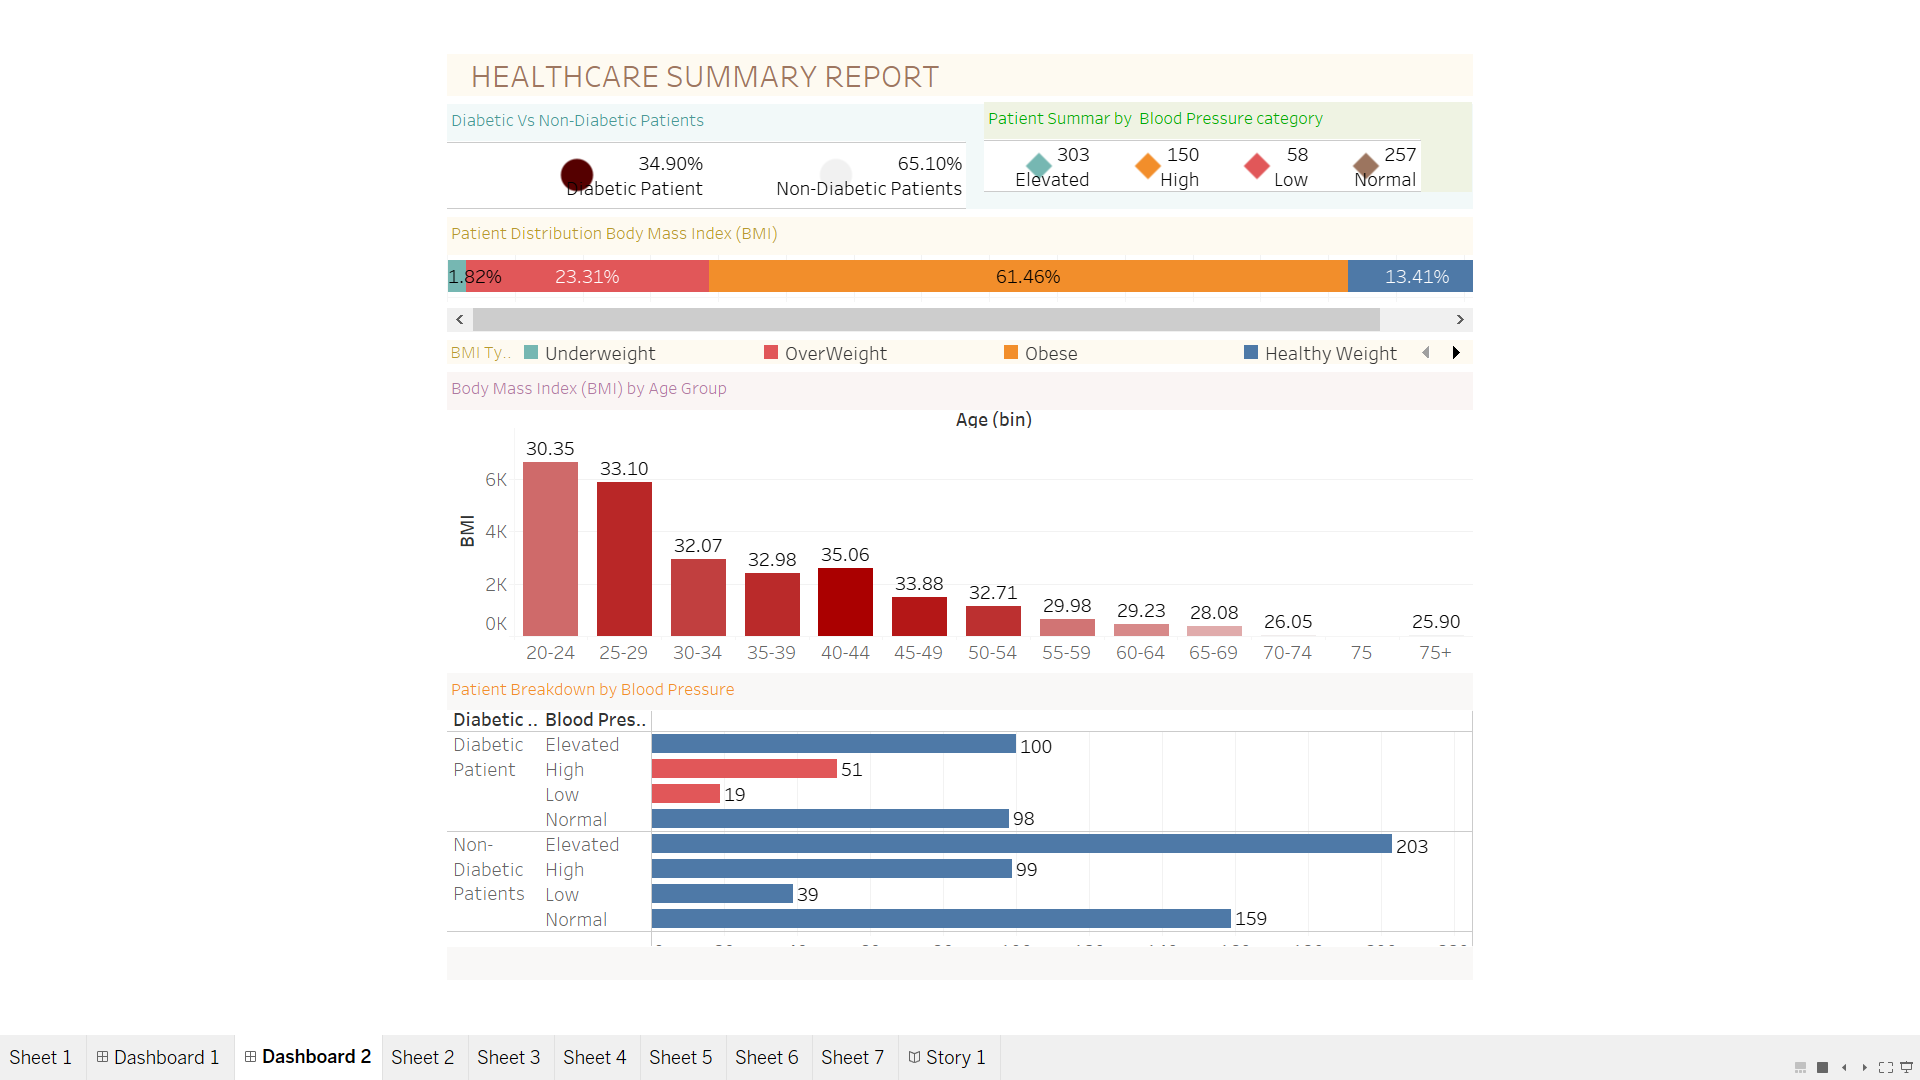 HEALTHCARE SUMMARY REPORT
Diabetic Vs Non-Diabetic Patients
34.90%
Diabetic Patient
65.10%
Non-Diabetic Patients
Patient Summar by Blood Pressure category
303
Elevated
150
High
58
Low
257
Normal
Patient Distribution Body Mass Index (BMI)
1.82% 23.31% 61.46% 13.41%
BMI Ty.. Underweight OverWeight Obese Healthy Weight
Body Mass Index (BMI) by Age Group
Age (bin)
BMI
6K
4K
2K
0K
30.35 33.10 32.07 32.98 35.06 33.88 32.71 29.98 29.23 28.08 26.05 25.90
20-24 25-29 30-34 35-39 40-44 45-49 50-54 55-59 60-64 65-69 70-74 75 75+
Patient Breakdown by Blood Pressure
Diabetic .. Blood Pres..
Diabetic Patient
Elevated 100
High 51
Low 19
Normal 98
Non-Diabetic Patients
Elevated 203
High 99
Low 39
Normal 159
Sheet 1 Dashboard 1 Dashboard 2 Sheet 2 Sheet 3 Sheet 4 Sheet 5 Sheet 6 Sheet 7 Story 1